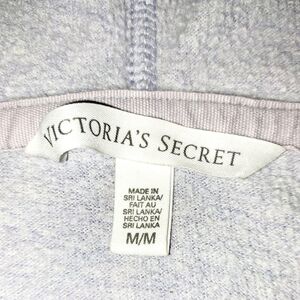 VICTORIA'S SECRET
MADE IN
SRI LANKA/
FAIT AU
SRI LANKA/
HECHO EN
SRI LANKA
M/M